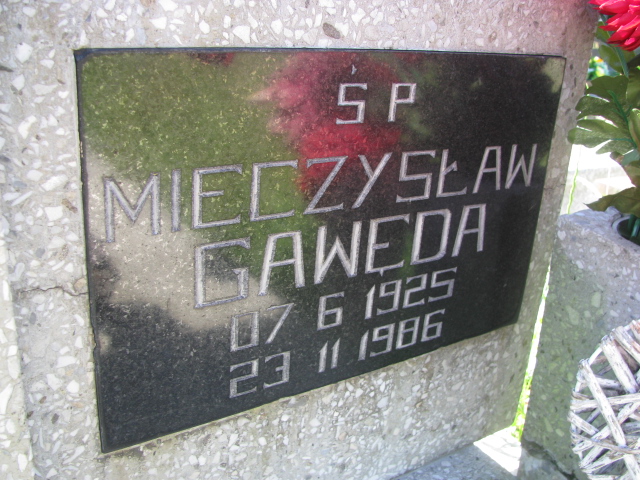 ŚP
MIECZYSŁAW
GAWĘDA
07 6 1925
23 11 1986